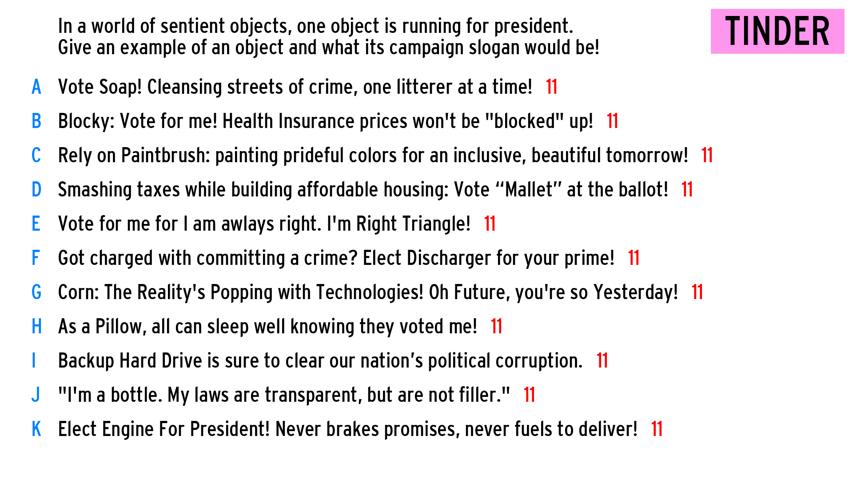 In a world of sentient objects, one object is running for president.
Give an example of an object and what its campaign slogan would be!
TINDER
A Vote Soap! Cleansing streets of crime, one litterer at a time! 11
B Blocky: Vote for me! Health Insurance prices won't be "blocked" up! 11
C Rely on Paintbrush: painting prideful colors for an inclusive, beautiful tomorrow! 11
D Smashing taxes while building affordable housing: Vote “Mallet” at the ballot! 11
E Vote for me for I am awlays right. I'm Right Triangle! 11
F Got charged with committing a crime? Elect Discharger for your prime! 11
G Corn: The Reality's Popping with Technologies! Oh Future, you're so Yesterday! 11
H As a Pillow, all can sleep well knowing they voted me! 11
I Backup Hard Drive is sure to clear our nation’s political corruption. 11
J "I'm a bottle. My laws are transparent, but are not filler." 11
K Elect Engine For President! Never brakes promises, never fuels to deliver! 11